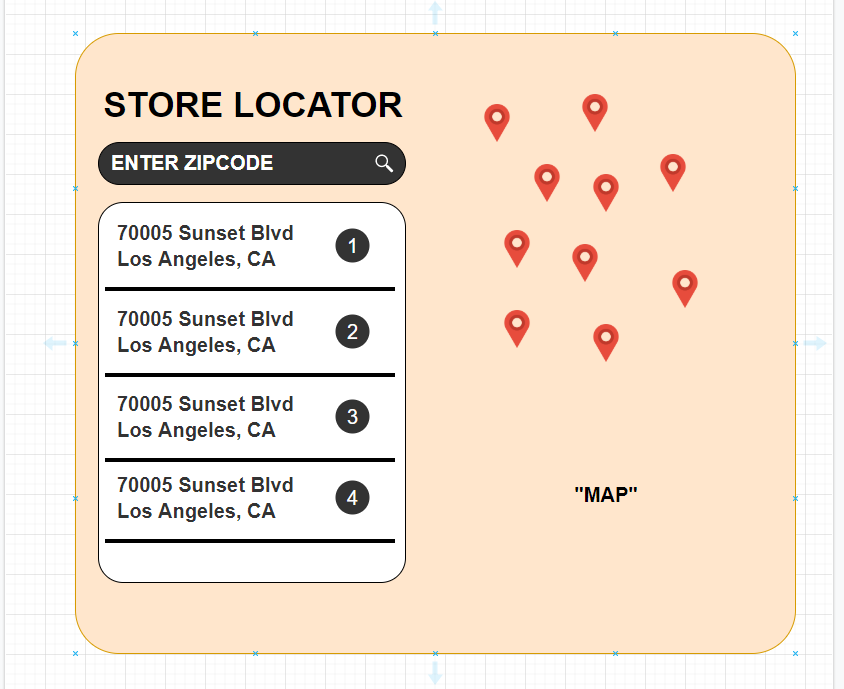 STORE LOCATOR
ENTER ZIPCODE
70005 Sunset Blvd
Los Angeles, CA
1
70005 Sunset Blvd
Los Angeles, CA
2
70005 Sunset Blvd
Los Angeles, CA
3
70005 Sunset Blvd
Los Angeles, CA
4
"MAP"